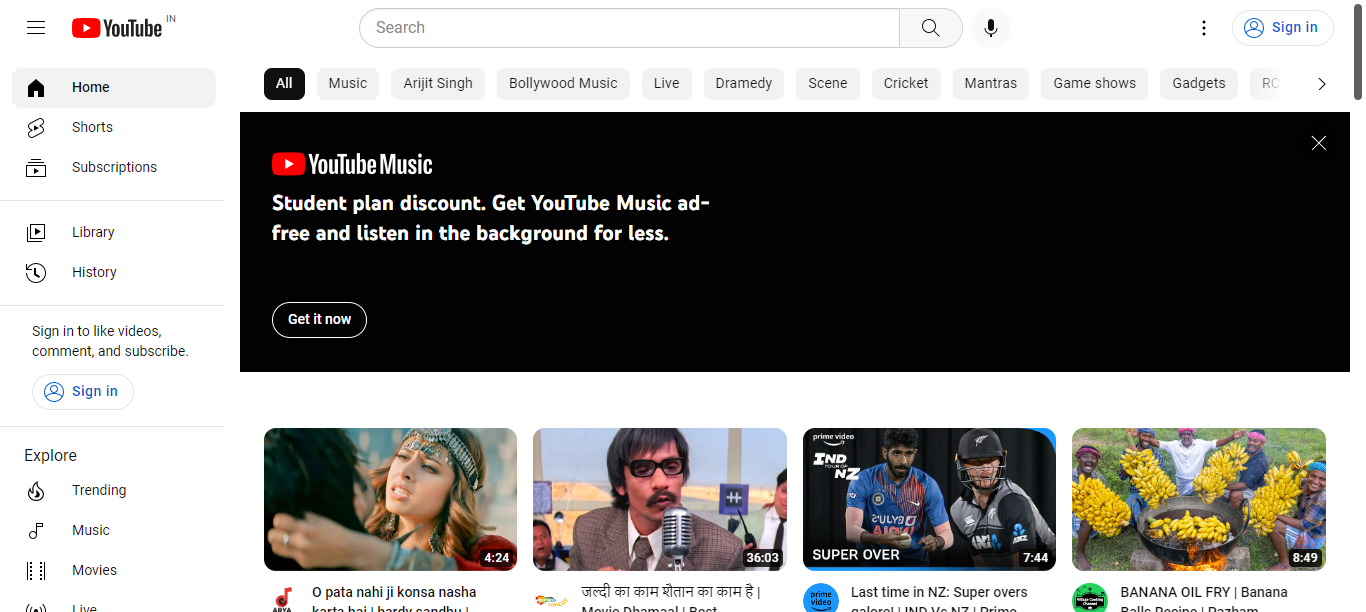 YouTube IN
Search
Sign in
Home
Shorts
Subscriptions
Library
History
Sign in to like videos,
comment, and subscribe.
Sign in
Explore
Trending
Music
Movies
Live
All Music Arijit Singh Bollywood Music Live Dramedy Scene Cricket Mantras Game shows Gadgets RC
YouTube Music
Student plan discount. Get YouTube Music ad-
free and listen in the background for less.
Get it now
4:24
36:03
prime video
IND
TOUR OF
NZ
SUPER OVER
7:44
8:49
O pata nahi ji konsa nasha
karta hai | hardy sandhu |
जल्दी का काम शैतान का काम है |
Movie Dhamaal | Best
prime
video
Last time in NZ: Super overs
galore! | IND Vs NZ | Prime
BANANA OIL FRY | Banana
Balls Recipe | Pazham